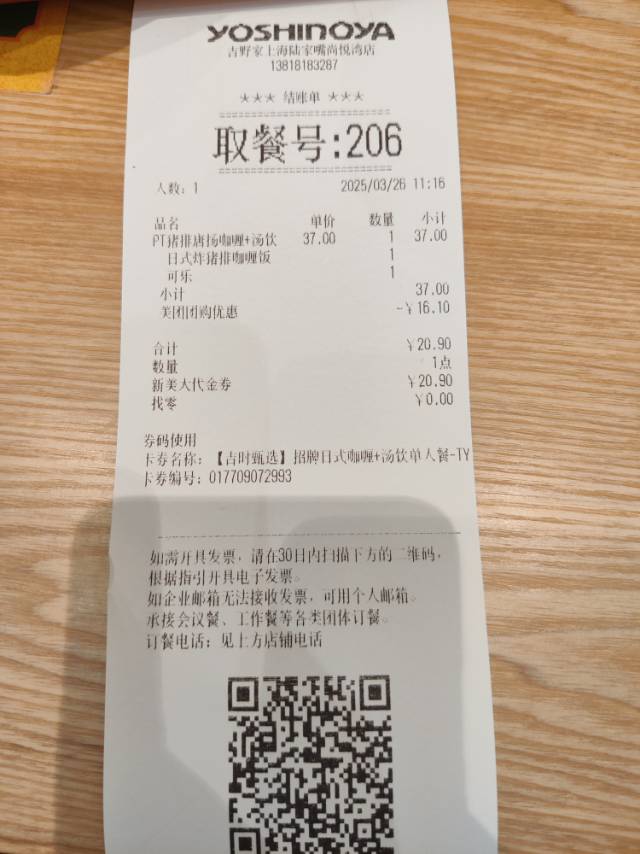 YOSHINOYA
吉野家上海陆家嘴尚悦湾店
13818183287
★★★ 结账单 ★★★
取餐号:206
人数: 1 2025/03/26 11:16
品名 单价 数量 小计
PT猪排唐扬咖喱+汤饮 37.00 1 37.00
日式炸猪排咖喱饭 1
可乐 1
小计 37.00
美团团购优惠 -￥16.10
合计 ￥20.90
数量 1点
新美大代金券 ￥20.90
找零 ￥0.00
券码使用
卡券名称: 【吉时甄选】招牌日式咖喱+汤饮单人餐-TY
卡券编号: 017709072993
如需开具发票，请在30日内扫描下方的二维码，
根据指引开具电子发票。
如企业邮箱无法接收发票，可用个人邮箱。
承接会议餐、工作餐等各类团体订餐。
订餐电话: 见上方店铺电话